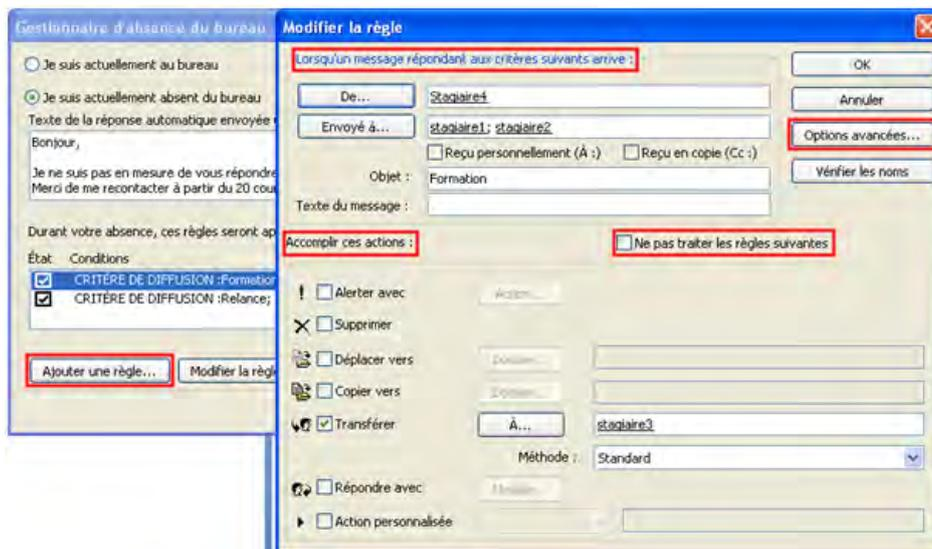 Gestionnaire d'absence du bureau
Je suis actuellement au bureau
Je suis actuellement absent du bureau
Texte de la réponse automatique envoyée
Bonjour,
Je ne suis pas en mesure de vous répondre
Merci de me recontacter à partir du 20 cour
Durant votre absence, ces règles seront ap
État Conditions
CRITÈRE DE DIFFUSION :Formation
CRITÈRE DE DIFFUSION :Relance;
Ajouter une règle... Modifier la règle
Modifier la règle
Lorsqu'un message répondant aux critères suivants arrive :
OK
De... Stagiaire4
Annuler
Envoyé à... stagiaire1; stagiaire2
Options avancées...
Reçu personnellement (À :) Reçu en copie (Cc :)
Objet : Formation
Vérifier les noms
Texte du message :
Accomplir ces actions : Ne pas traiter les règles suivantes
Alerter avec Action...
Supprimer
Déplacer vers Dossier...
Copier vers Dossier...
Transférer À... stagiaire3
Méthode : Standard
Répondre avec Modèle...
Action personnalisée